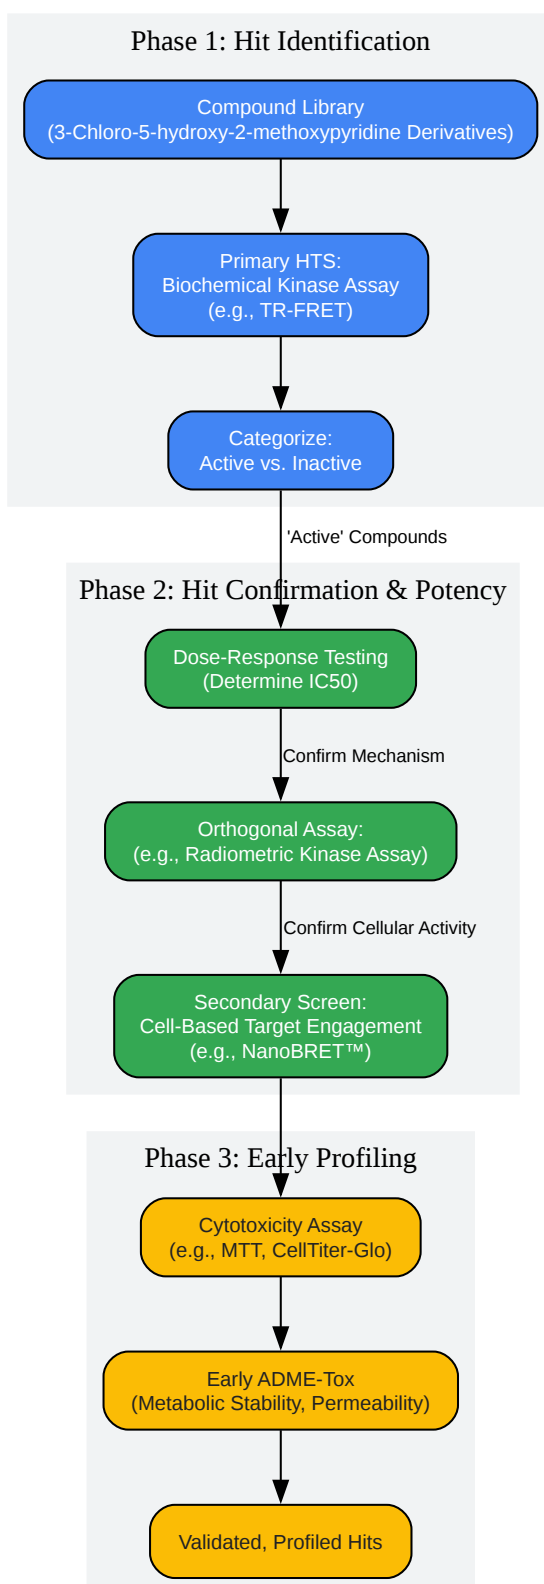 Phase 1: Hit Identification
Compound Library
(3-Chloro-5-hydroxy-2-methoxypyridine Derivatives)
Primary HTS:
Biochemical Kinase Assay
(e.g., TR-FRET)
Categorize:
Active vs. Inactive
'Active' Compounds
Phase 2: Hit Confirmation & Potency
Dose-Response Testing
(Determine IC50)
Confirm Mechanism
Orthogonal Assay:
(e.g., Radiometric Kinase Assay)
Confirm Cellular Activity
Secondary Screen:
Cell-Based Target Engagement
(e.g., NanoBRET™)
Phase 3: Early Profiling
Cytotoxicity Assay
(e.g., MTT, CellTiter-Glo)
Early ADME-Tox
(Metabolic Stability, Permeability)
Validated, Profiled Hits